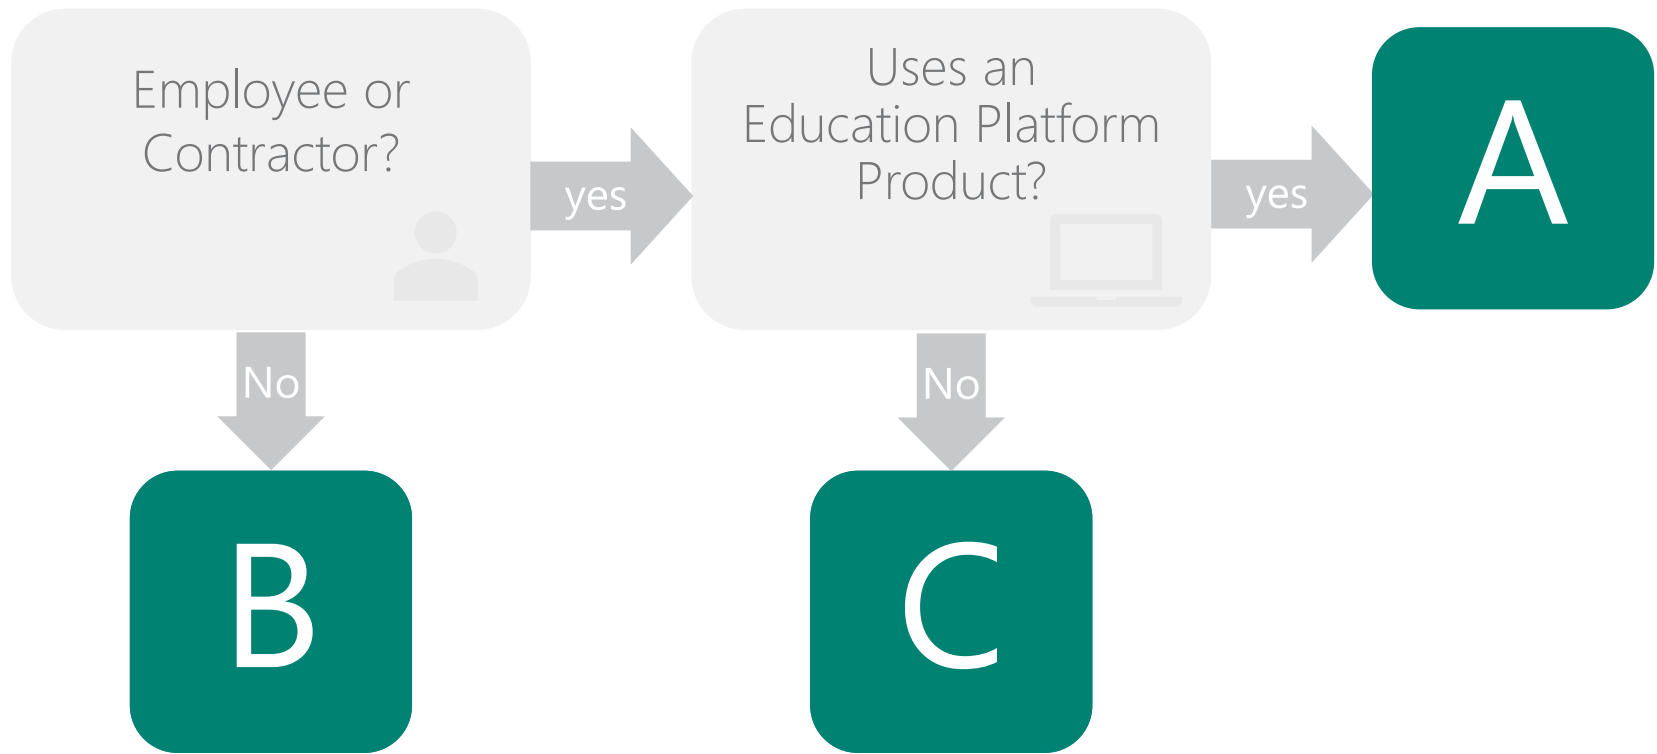 Employee or
Contractor?
yes
Uses an
Education Platform
Product?
yes
A
No
No
B
C